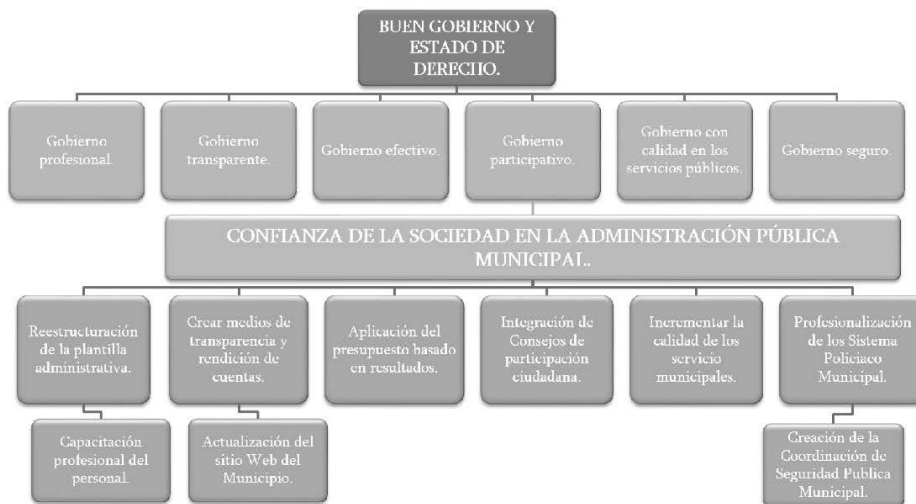 BUEN GOBIERNO Y
ESTADO DE
DERECHO.
Gobierno
profesional.
Gobierno
transparente.
Gobierno efectivo.
Gobierno
participativo.
Gobierno con
calidad en los
servicios públicos.
Gobierno seguro.
CONFIANZA DE LA SOCIEDAD EN LA ADMINISTRACIÓN PÚBLICA
MUNICIPAL.
Reestructuración
de la plantilla
administrativa.
Crear medios de
transparencia y
rendición de
cuentas.
Aplicación del
presupuesto basado
en resultados.
Integración de
Consejos de
participación
ciudadana.
Incrementar la
calidad de los
servicio
municipales.
Profesionalización
de los Sistema
Policiaco
Municipal.
Capacitación
profesional del
personal.
Actualización del
sitio Web del
Municipio.
Creación de la
Coordinación de
Seguridad Publica
Municipal.